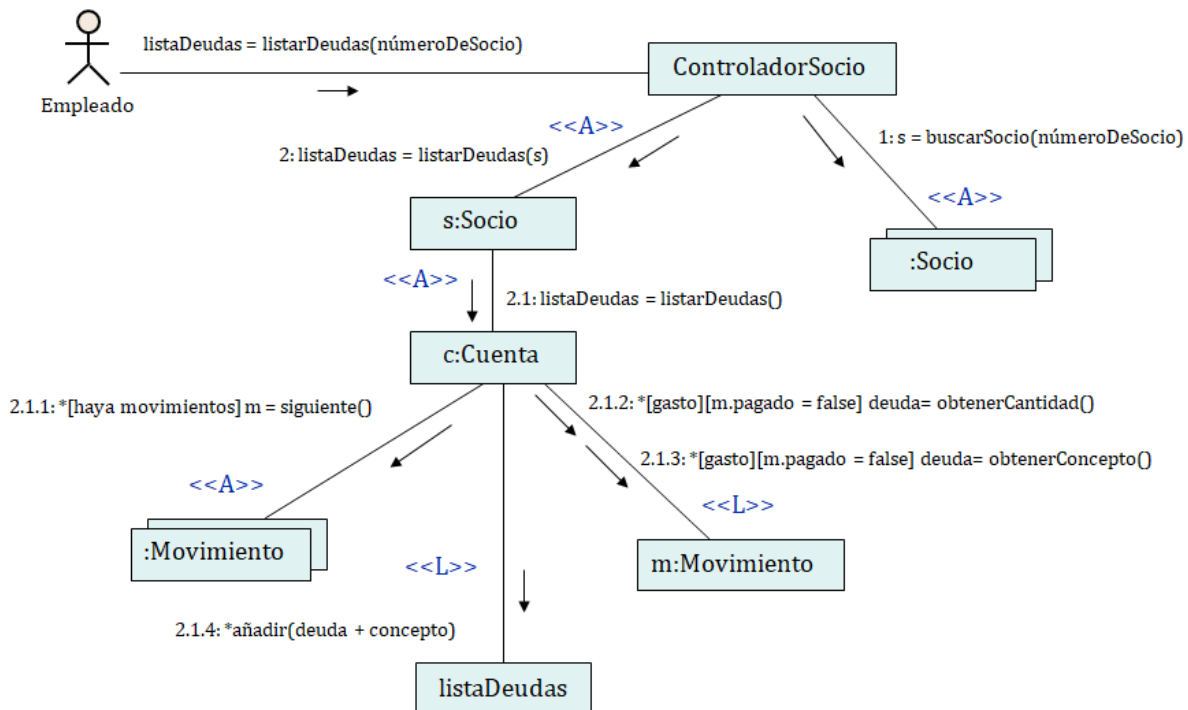 listaDeudas = listarDeudas(númeroDeSocio)
ControladorSocio
Empleado
<<A>>
1: s = buscarSocio(númeroDeSocio)
2: listaDeudas = listarDeudas(s)
<<A>>
s:Socio
:Socio
<<A>>
2.1: listaDeudas = listarDeudas()
c:Cuenta
2.1.1: *[haya movimientos] m = siguiente()
2.1.2: *[gasto][m.pagado = false] deuda= obtenerCantidad()
2.1.3: *[gasto][m.pagado = false] deuda= obtenerConcepto()
<<A>>
<<L>>
:Movimiento
<<L>>
m:Movimiento
2.1.4: *añadir(deuda + concepto)
listaDeudas